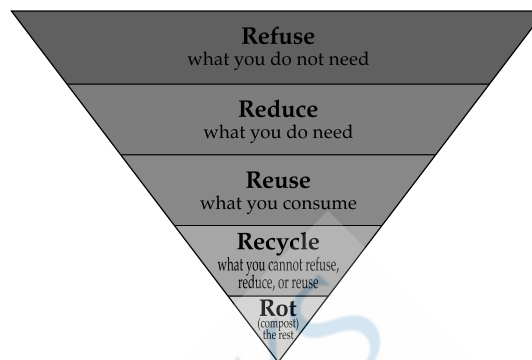 Refuse
what you do not need
Reduce
what you do need
Reuse
what you consume
Recycle
what you cannot refuse,
reduce, or reuse
Rot
(compost)
the rest